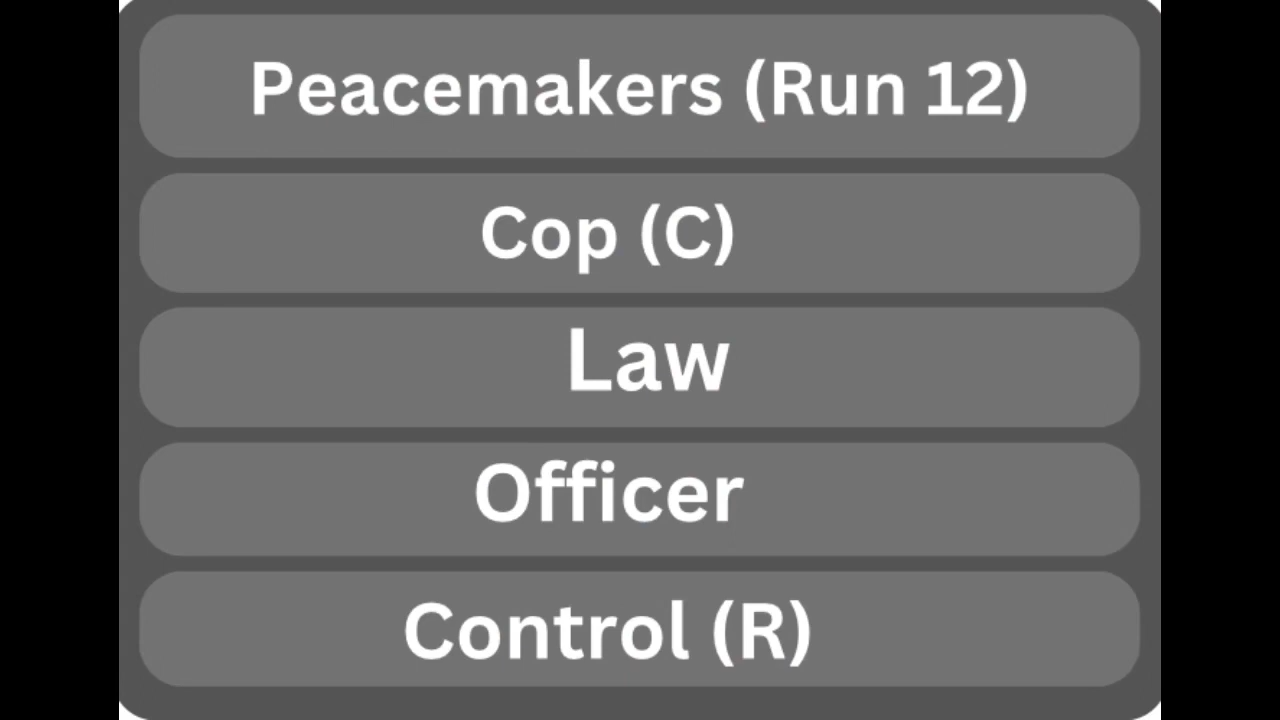 Peacemakers (Run 12)
Cop (C)
Law
Officer
Control (R)